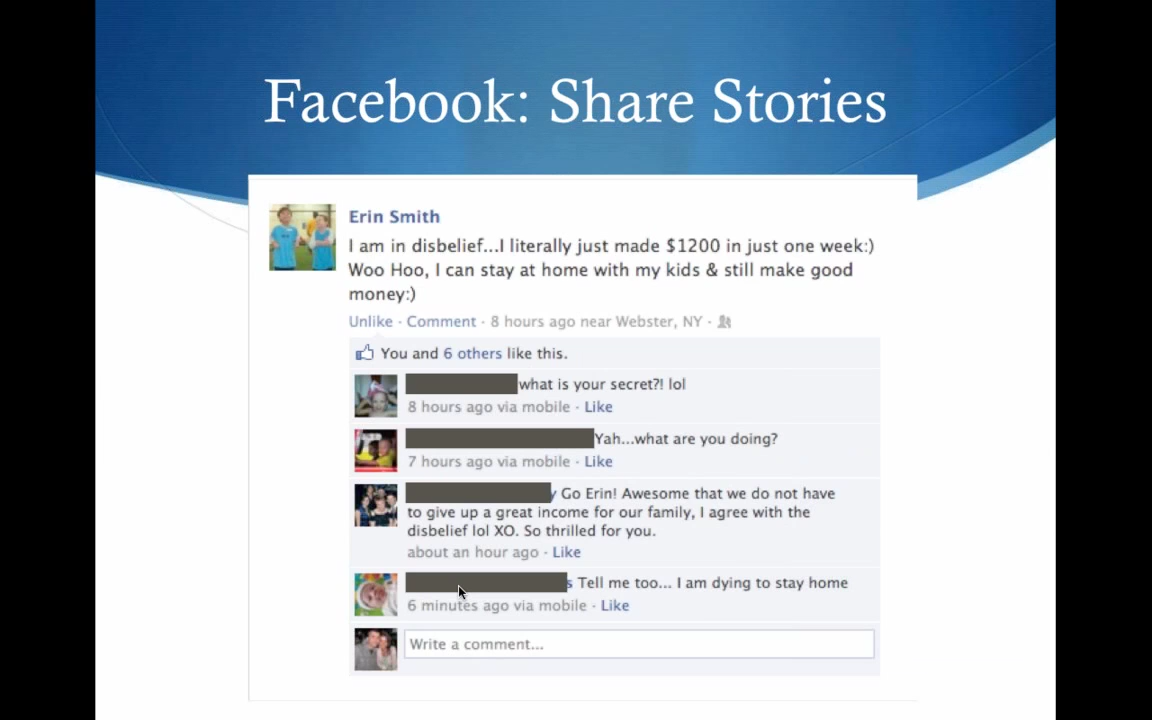 Facebook: Share Stories
Erin Smith
I am in disbelief...I literally just made $1200 in just one week:)
Woo Hoo, I can stay at home with my kids & still make good
money:)
Unlike · Comment · 8 hours ago near Webster, NY ·
You and 6 others like this.
what is your secret?! lol
8 hours ago via mobile · Like
Yah...what are you doing?
7 hours ago via mobile · Like
y Go Erin! Awesome that we do not have
to give up a great income for our family, I agree with the
disbelief lol XO. So thrilled for you.
about an hour ago · Like
s Tell me too... I am dying to stay home
6 minutes ago via mobile · Like
Write a comment...